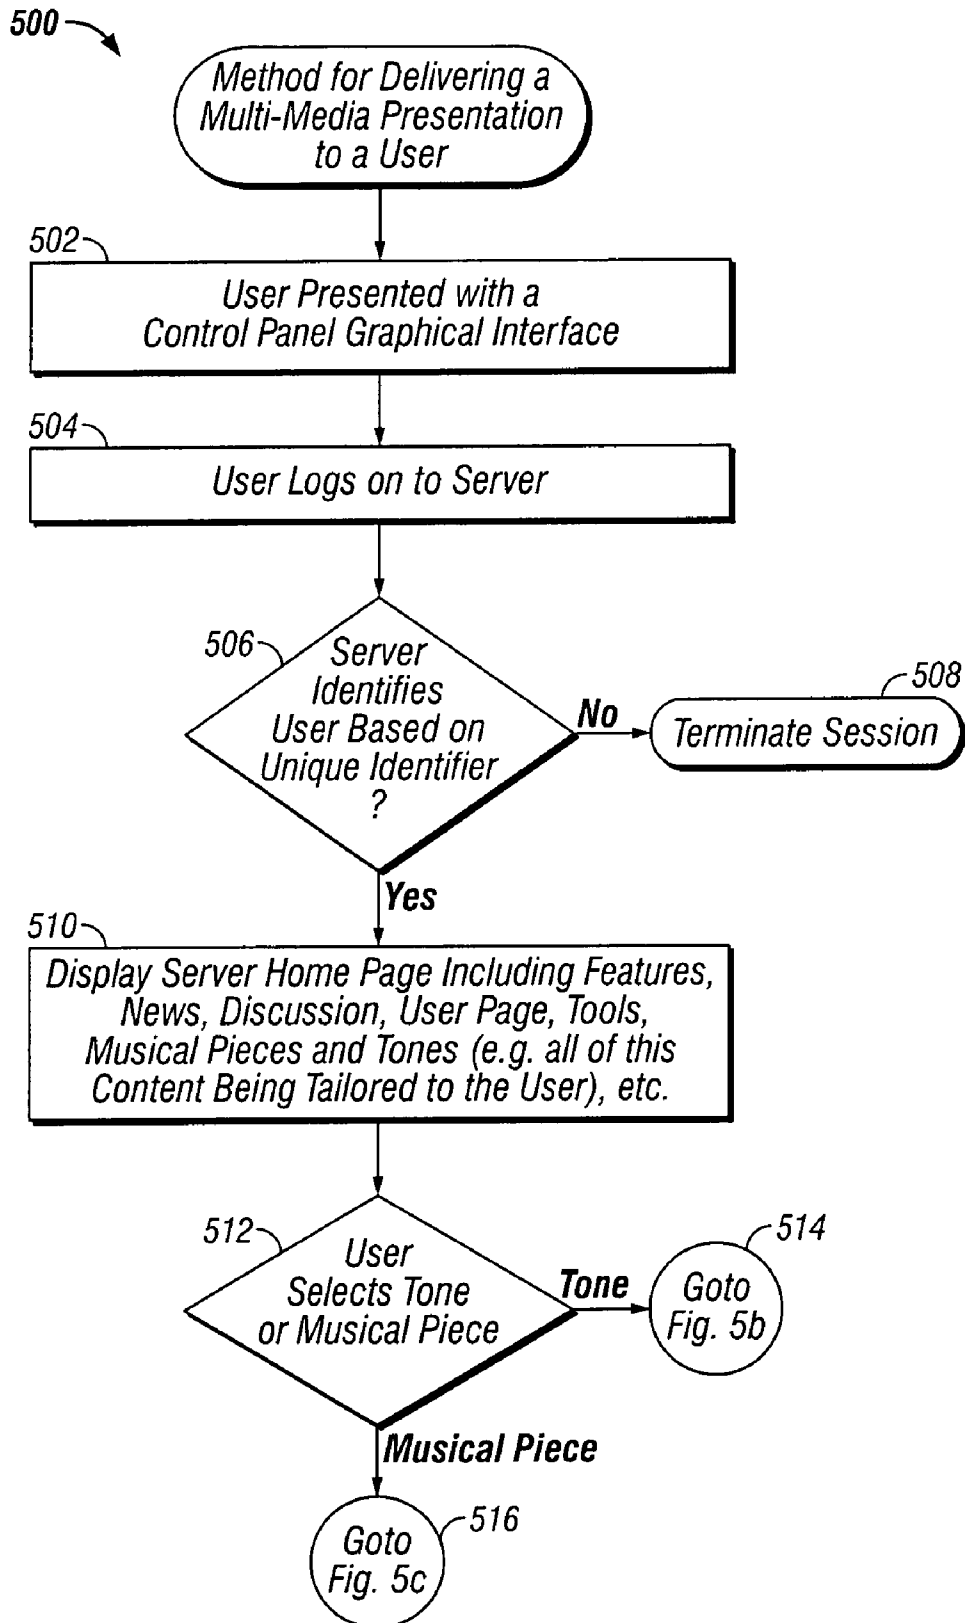 500
Method for Delivering a
Multi-Media Presentation
to a User
502
User Presented with a
Control Panel Graphical Interface
504
User Logs on to Server
506
Server
Identifies
User Based on
Unique Identifier
?
No
508
Terminate Session
Yes
510
Display Server Home Page Including Features,
News, Discussion, User Page, Tools,
Musical Pieces and Tones (e.g. all of this
Content Being Tailored to the User), etc.
512
User
Selects Tone
or Musical Piece
Tone
514
Goto
Fig. 5b
Musical Piece
516
Goto
Fig. 5c